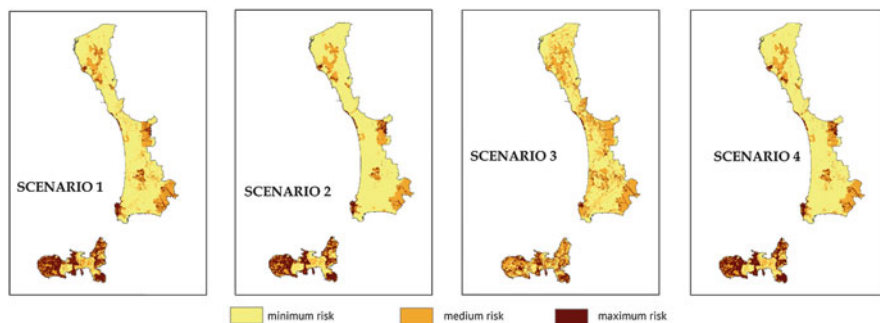 SCENARIO 1
SCENARIO 2
SCENARIO 3
SCENARIO 4
minimum risk
medium risk
maximum risk